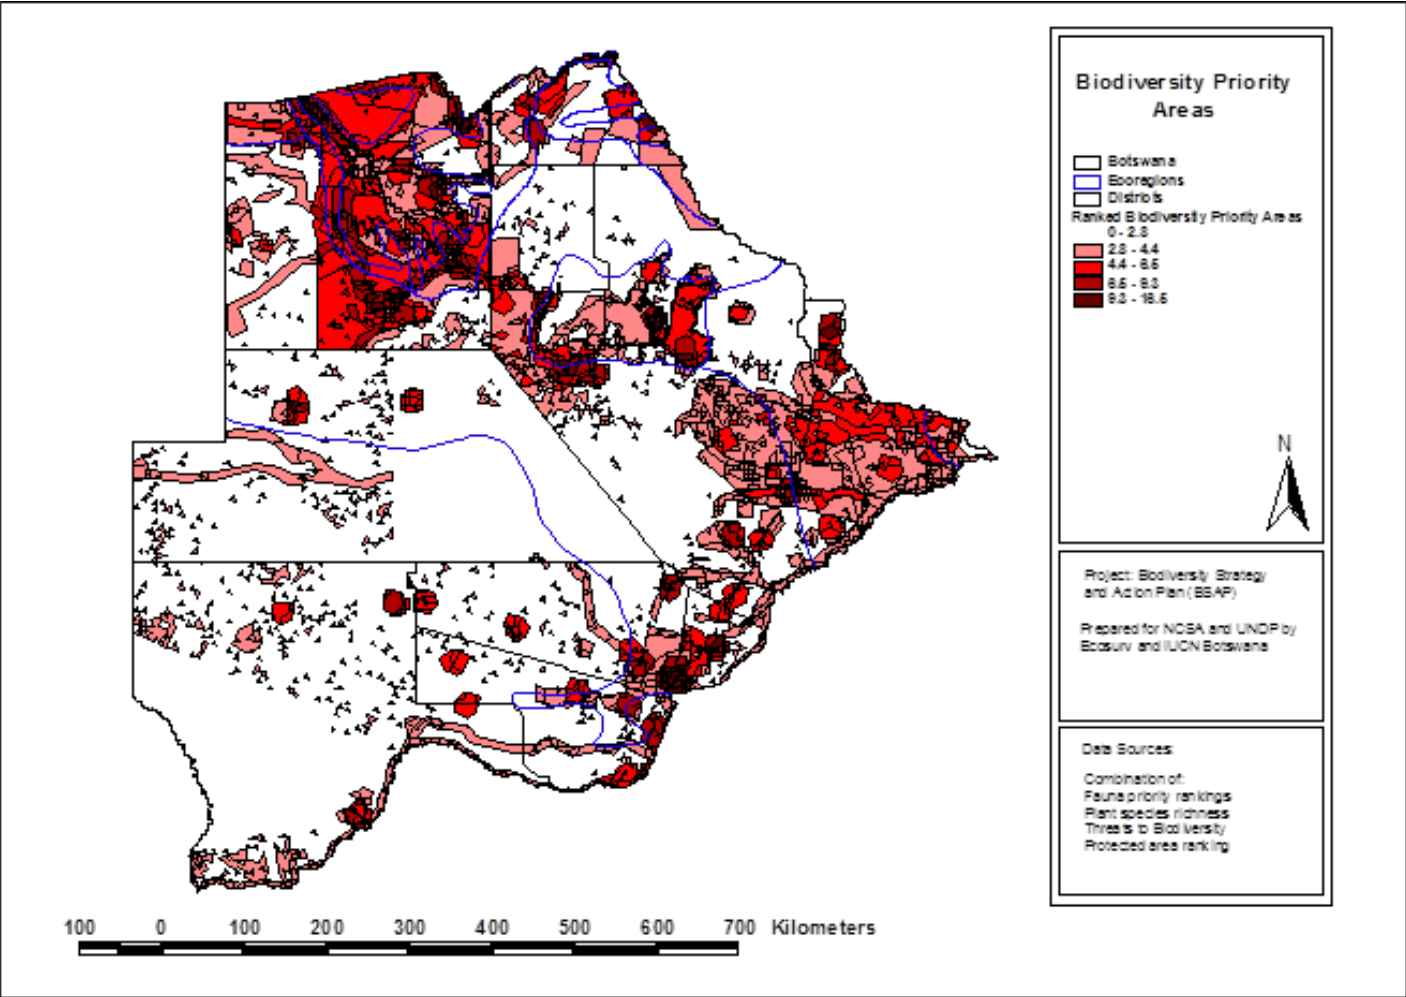 Biodiversity Priority
Areas
Botswana
Ecoregions
Districts
Ranked Biodiversity Priority Areas
0 - 2.8
2.8 - 4.4
4.4 - 6.5
6.5 - 9.3
9.3 - 16.5
N
Project: Biodiversity Strategy
and Action Plan (BSAP)
Prepared for NCSA and UNDP by
Ecosurv and IUCN Botswana
Data Sources:
Combination of:
Fauna priority rankings
Plant species richness
Threats to Biodiversity
Protected area ranking
100 0 100 200 300 400 500 600 700 Kilometers